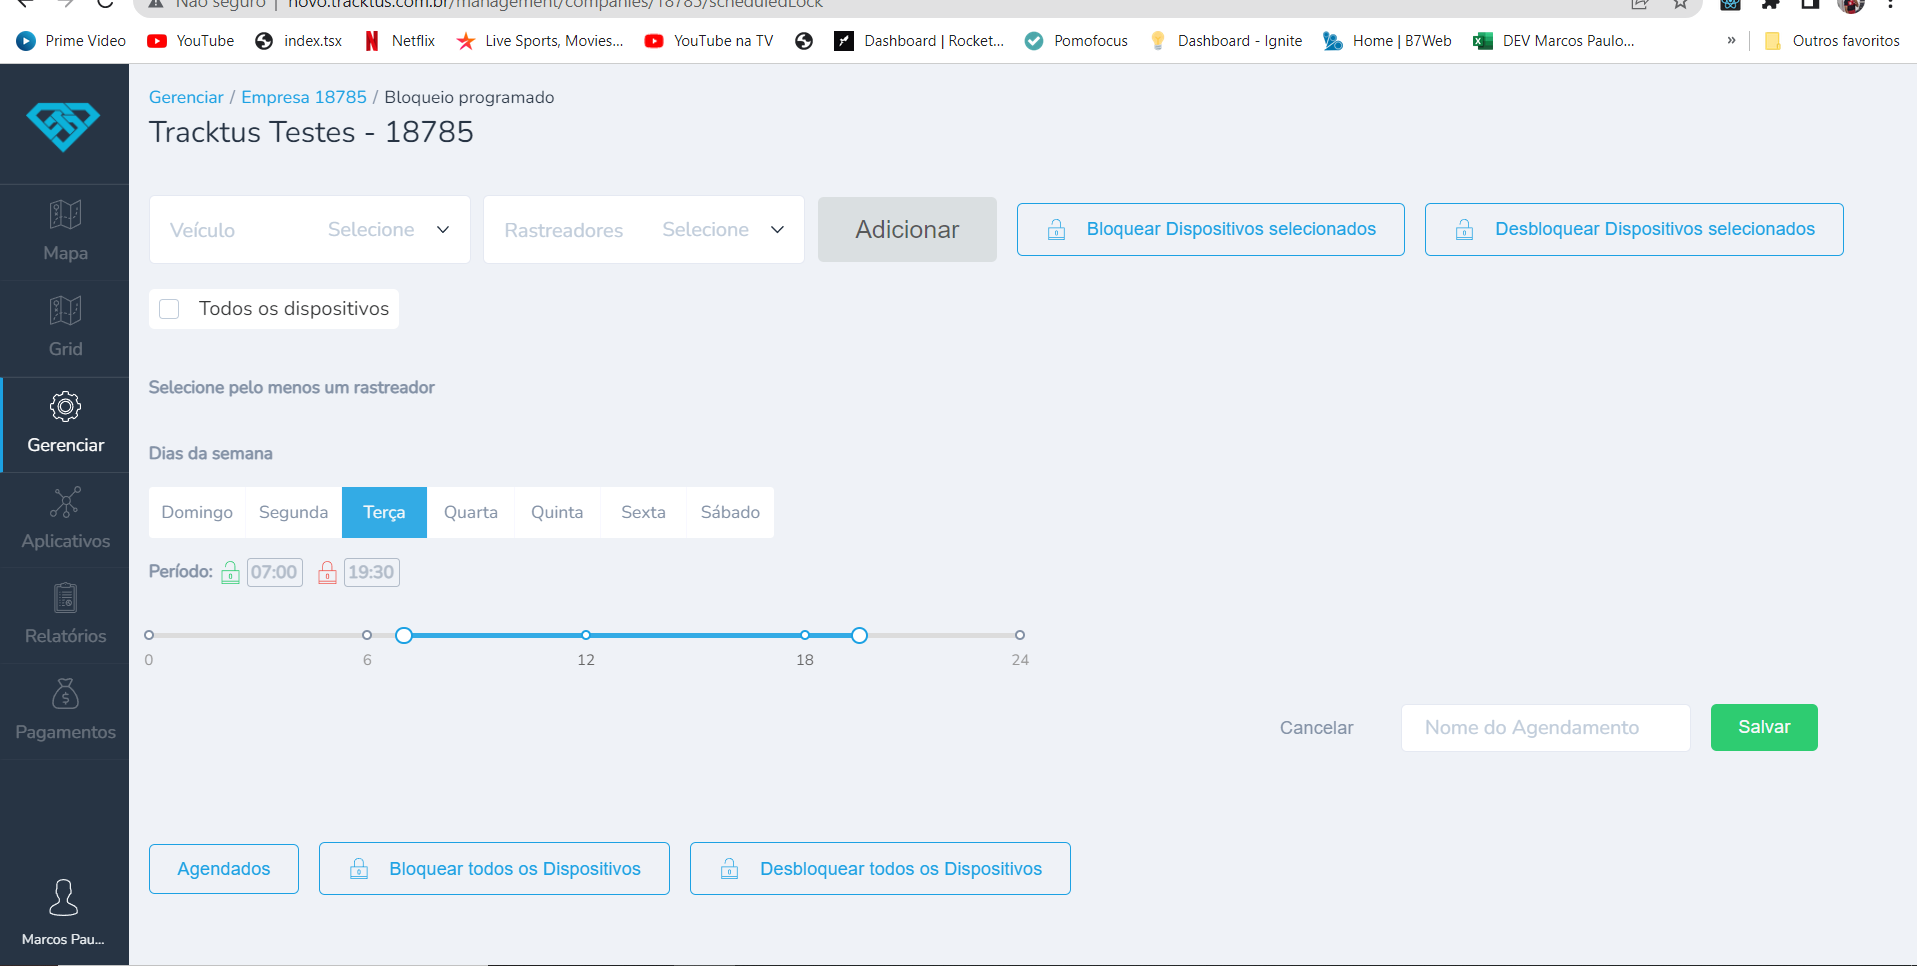 Não seguro | novo.tracktus.com.br/management/companies/18785/scheduledLock
Prime Video YouTube index.tsx Netflix Live Sports, Movies... YouTube na TV Dashboard | Rocket... Pomofocus Dashboard - Ignite Home | B7Web DEV Marcos Paulo... » Outros favoritos
Gerenciar / Empresa 18785 / Bloqueio programado
Tracktus Testes - 18785
Veículo Selecione Rastreadores Selecione Adicionar Bloquear Dispositivos selecionados Desbloquear Dispositivos selecionados
Todos os dispositivos
Selecione pelo menos um rastreador
Dias da semana
Domingo Segunda Terça Quarta Quinta Sexta Sábado
Período: 07:00 19:30
0 6 12 18 24
Cancelar Nome do Agendamento Salvar
Agendados Bloquear todos os Dispositivos Desbloquear todos os Dispositivos
Mapa
Grid
Gerenciar
Aplicativos
Relatórios
Pagamentos
Marcos Pau...